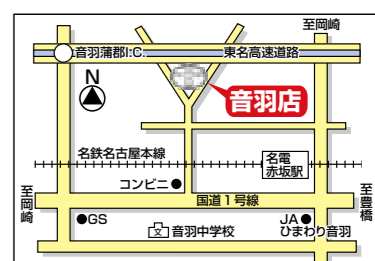 至岡崎
音羽蒲郡I.C.
東名高速道路
N
音羽店
名鉄名古屋本線
名電
赤坂駅
コンビニ
至岡崎
国道1号線
至豊橋
GS
文
音羽中学校
JA
ひまわり音羽